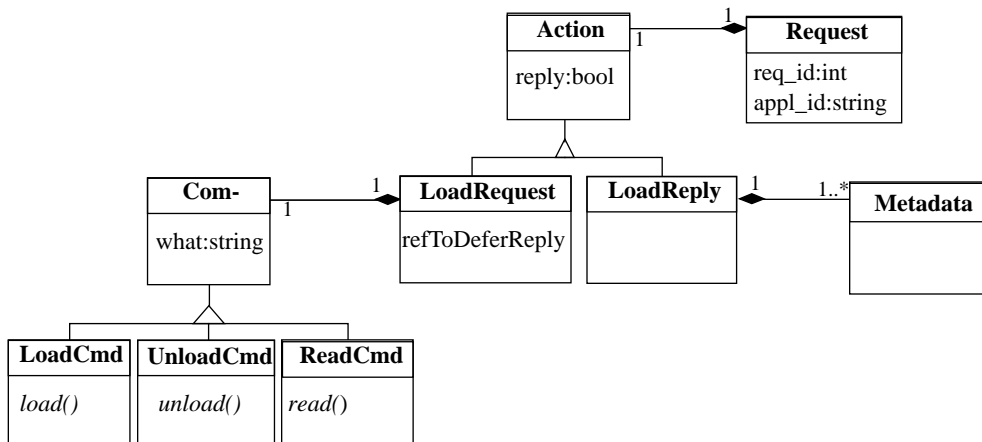 Action
reply:bool
1
1
Request
req_id:int
appl_id:string
Com-
what:string
1
1
LoadRequest
refToDeferReply
LoadReply
1
1..*
Metadata
LoadCmd
load()
UnloadCmd
unload()
ReadCmd
read()